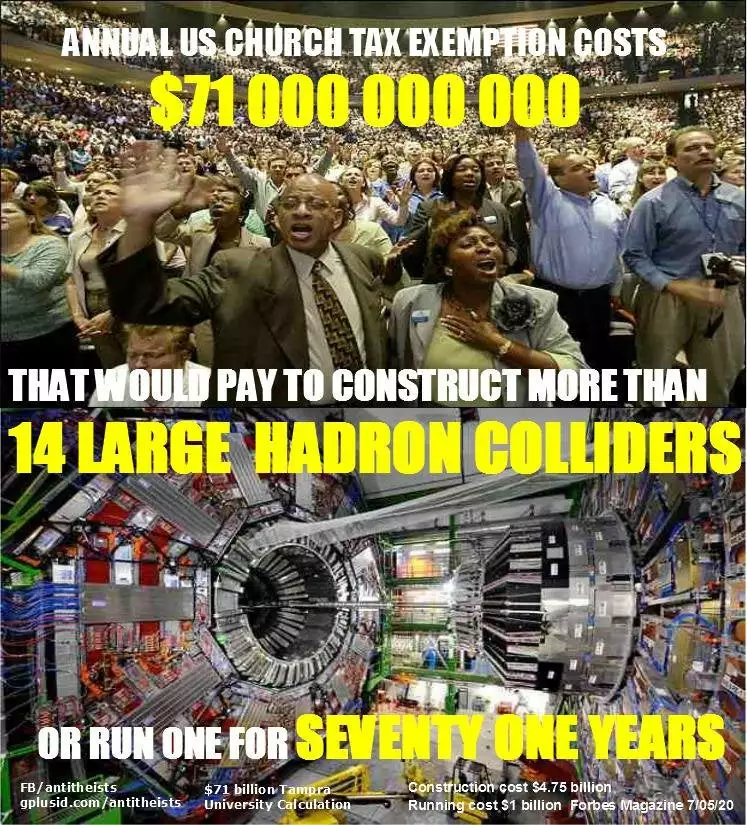 ANNUAL US CHURCH TAX EXEMPTION COSTS
$71 000 000 000
THAT WOULD PAY TO CONSTRUCT MORE THAN
14 LARGE HADRON COLLIDERS
OR RUN ONE FOR SEVENTY ONE YEARS
FB/antitheists
gplusid.com/antitheists
$71 billion Tampra
University Calculation
Construction cost $4.75 billion
Running cost $1 billion Forbes Magazine 7/05/20